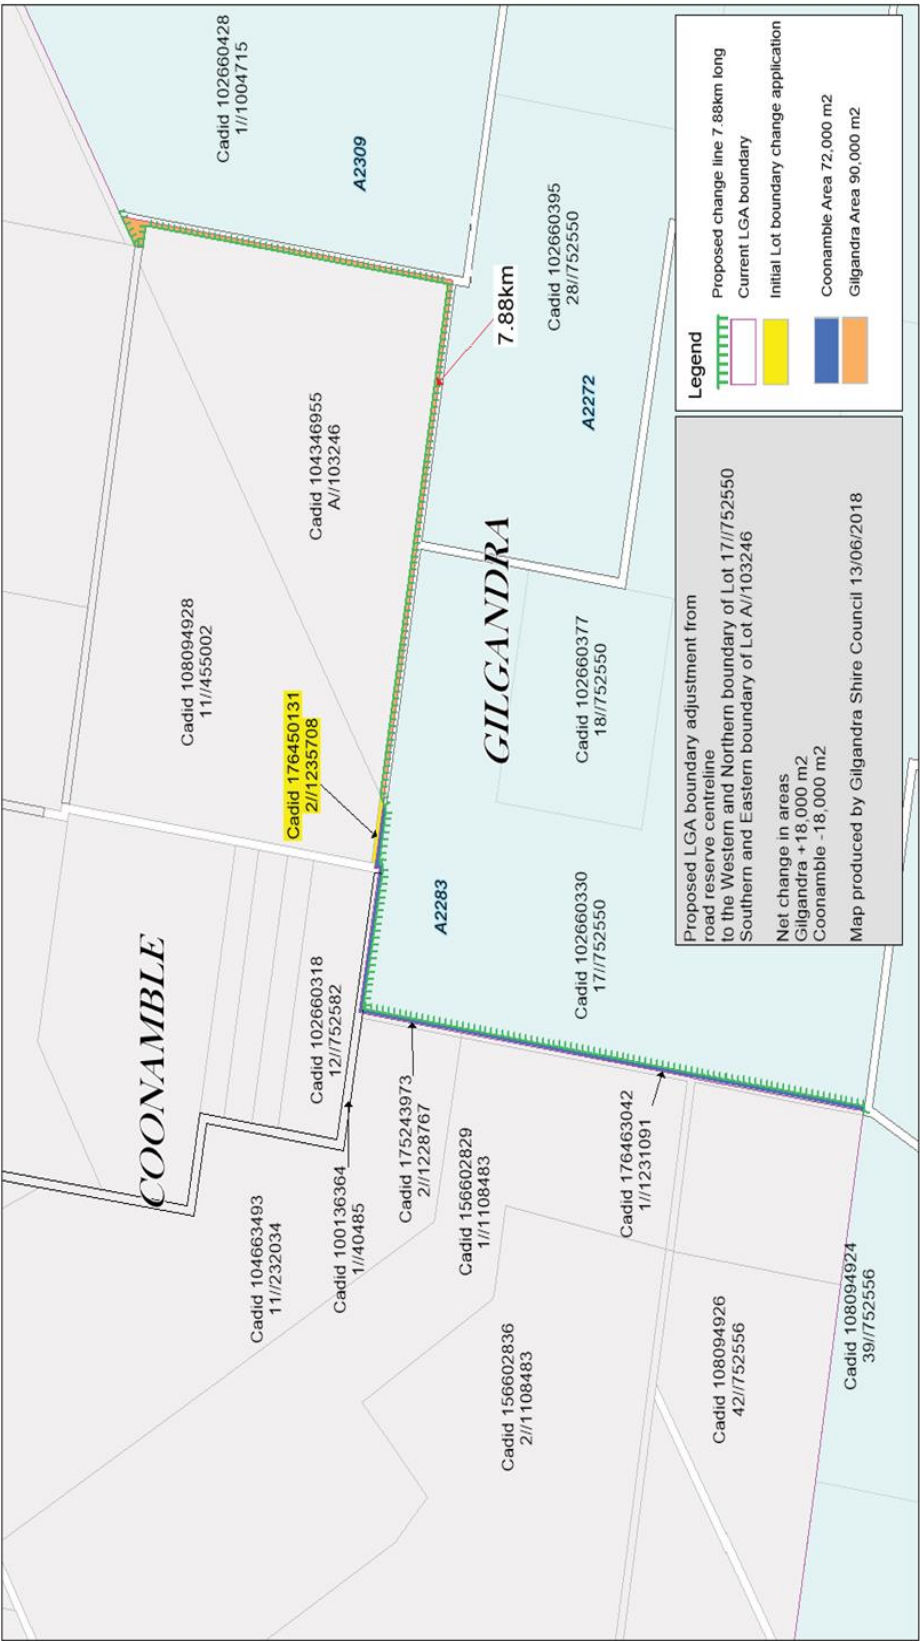 COONAMBLE
Cadid 104663493
11//232034
Cadid 100136364
1//40485
Cadid 175243973
2//1228767
Cadid 156602829
1//1108483
Cadid 156602836
2//1108483
Cadid 176463042
1//1231091
Cadid 108094926
42//752556
Cadid 108094924
39//752556
Cadid 102660318
12//752582
Cadid 108094928
11//455002
Cadid 176450131
2//1235708
Cadid 104346955
A//103246
Cadid 102660428
1//1004715
A2309
A2283
GILGANDRA
7.88km
Cadid 102660395
28//752550
A2272
Cadid 102660377
18//752550
Cadid 102660330
17//752550
Proposed LGA boundary adjustment from
road reserve centreline
to the Western and Northern boundary of Lot 17//752550
Southern and Eastern boundary of Lot A//103246
Net change in areas
Gilgandra +18,000 m2
Coonamble -18,000 m2
Map produced by Gilgandra Shire Council 13/06/2018
Legend
Proposed change line 7.88km long
Current LGA boundary
Initial Lot boundary change application
Coonamble Area 72,000 m2
Gilgandra Area 90,000 m2